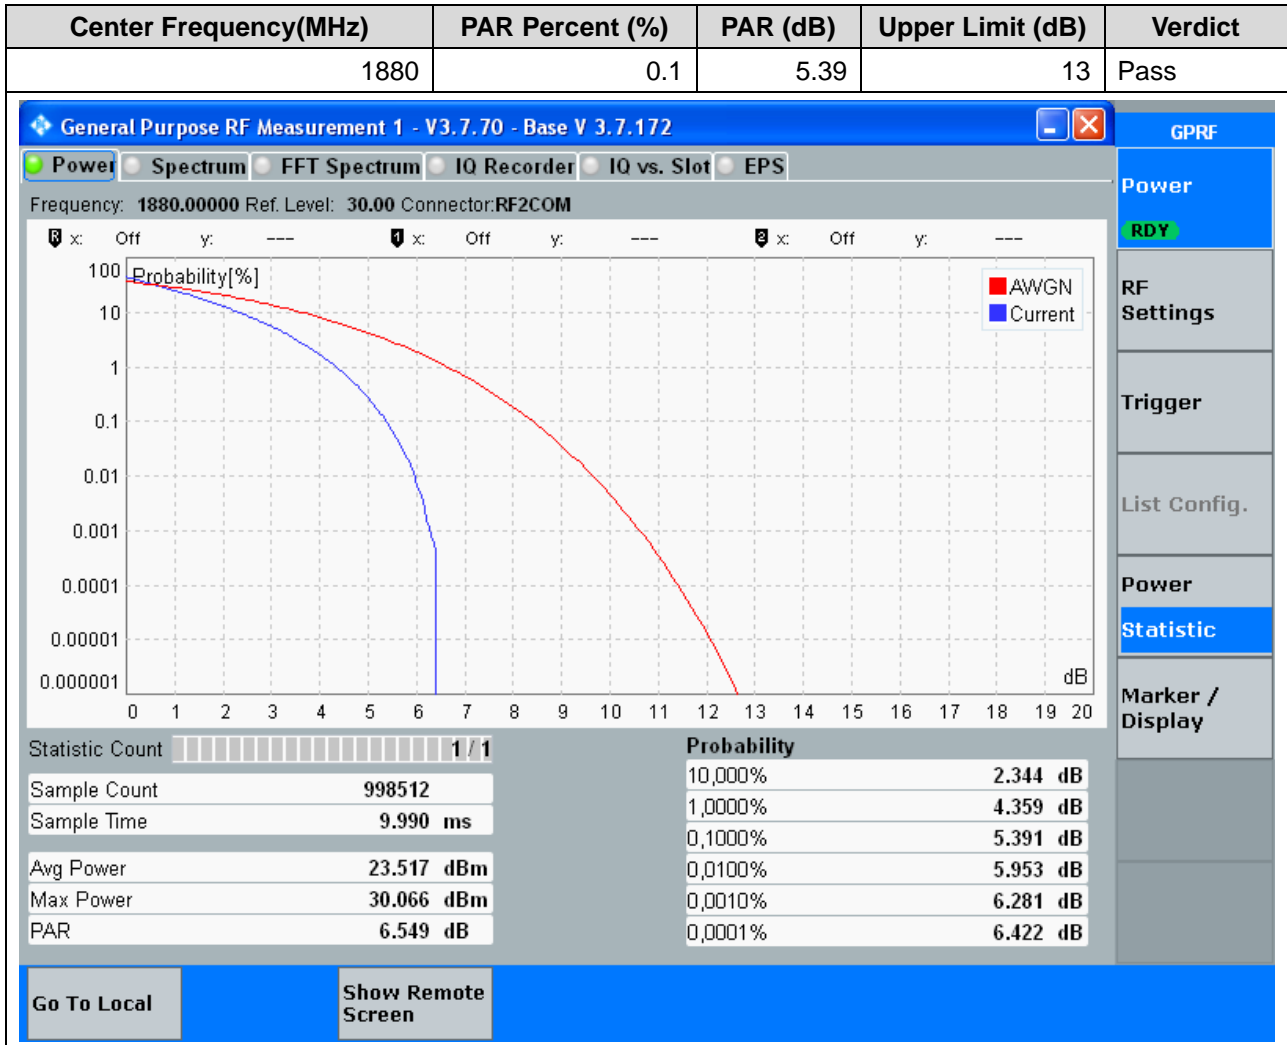 Center Frequency(MHz) PAR Percent (%) PAR (dB) Upper Limit (dB) Verdict
1880 0.1 5.39 13 Pass
General Purpose RF Measurement 1 - V3.7.70 - Base V 3.7.172
GPRF
Power Spectrum FFT Spectrum IQ Recorder IQ vs. Slot EPS
Frequency: 1880.00000 Ref. Level: 30.00 Connector:RF2COM
R x: Off y: --- 1 x: Off y: --- 2 x: Off y: ---
Probability[%]
100
10
1
0.1
0.01
0.001
0.0001
0.00001
0.000001
AWGN
Current
dB
0 1 2 3 4 5 6 7 8 9 10 11 12 13 14 15 16 17 18 19 20
Statistic Count 1 / 1
Sample Count 998512
Sample Time 9.990 ms
Avg Power 23.517 dBm
Max Power 30.066 dBm
PAR 6.549 dB
Probability
10,000% 2.344 dB
1,0000% 4.359 dB
0,1000% 5.391 dB
0,0100% 5.953 dB
0,0010% 6.281 dB
0,0001% 6.422 dB
Power
RDY
RF
Settings
Trigger
List Config.
Power
Statistic
Marker /
Display
Go To Local
Show Remote
Screen